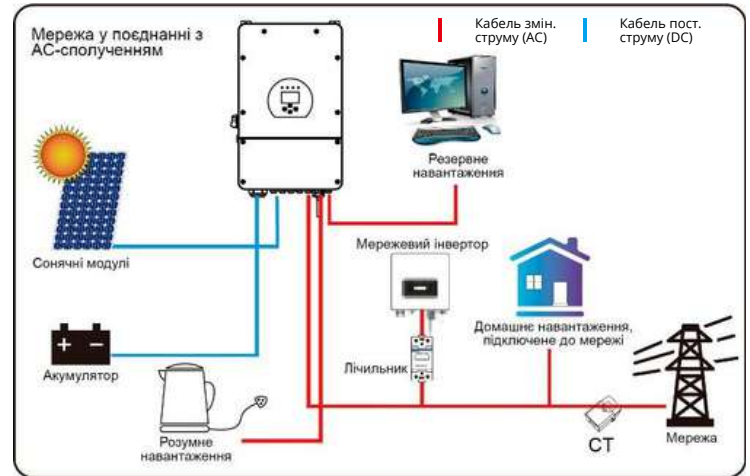 Мережа у поєднанні з
АС-сполученням
Кабель змін.
струму (AC)
Кабель пост.
струму (DC)
Резервне
навантаження
Сонячні модулі
Мережевий інвертор
Домашнє навантаження,
підключене до мережі
Лічильник
Акумулятор
Розумне
навантаження
CT
Мережа